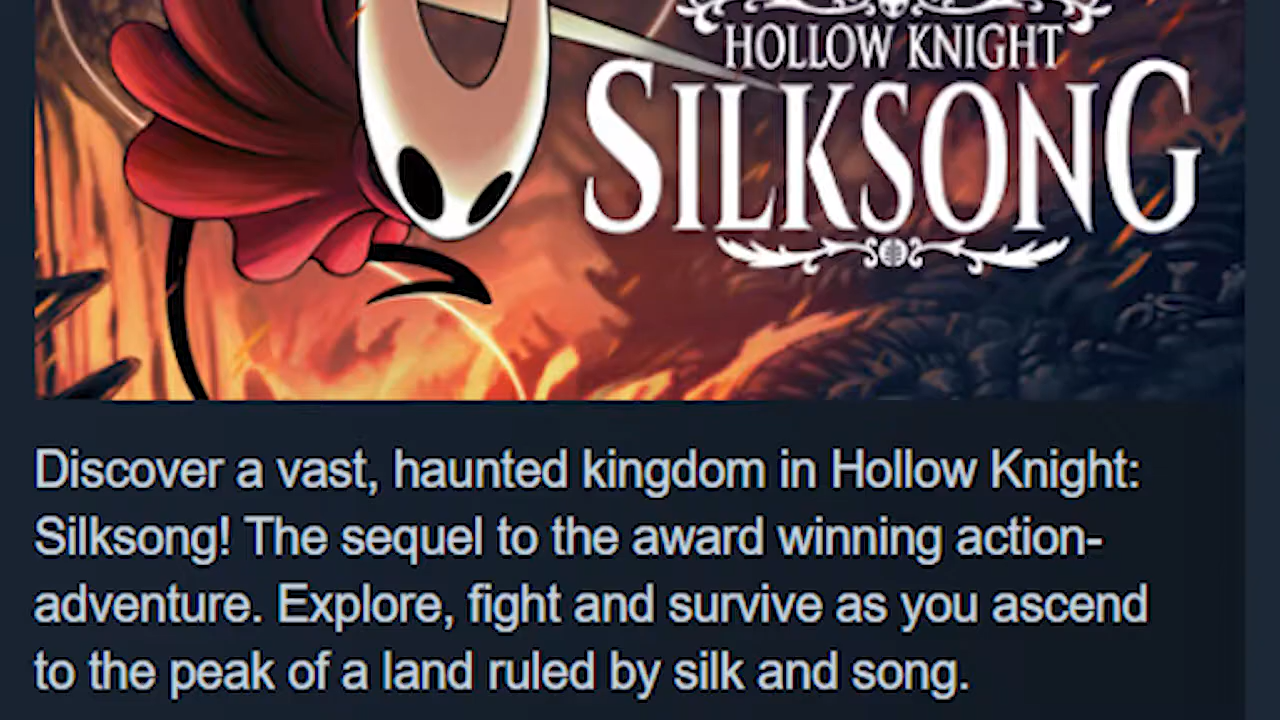 HOLLOW KNIGHT
SILKSONG
Discover a vast, haunted kingdom in Hollow Knight:
Silksong! The sequel to the award winning action-
adventure. Explore, fight and survive as you ascend
to the peak of a land ruled by silk and song.